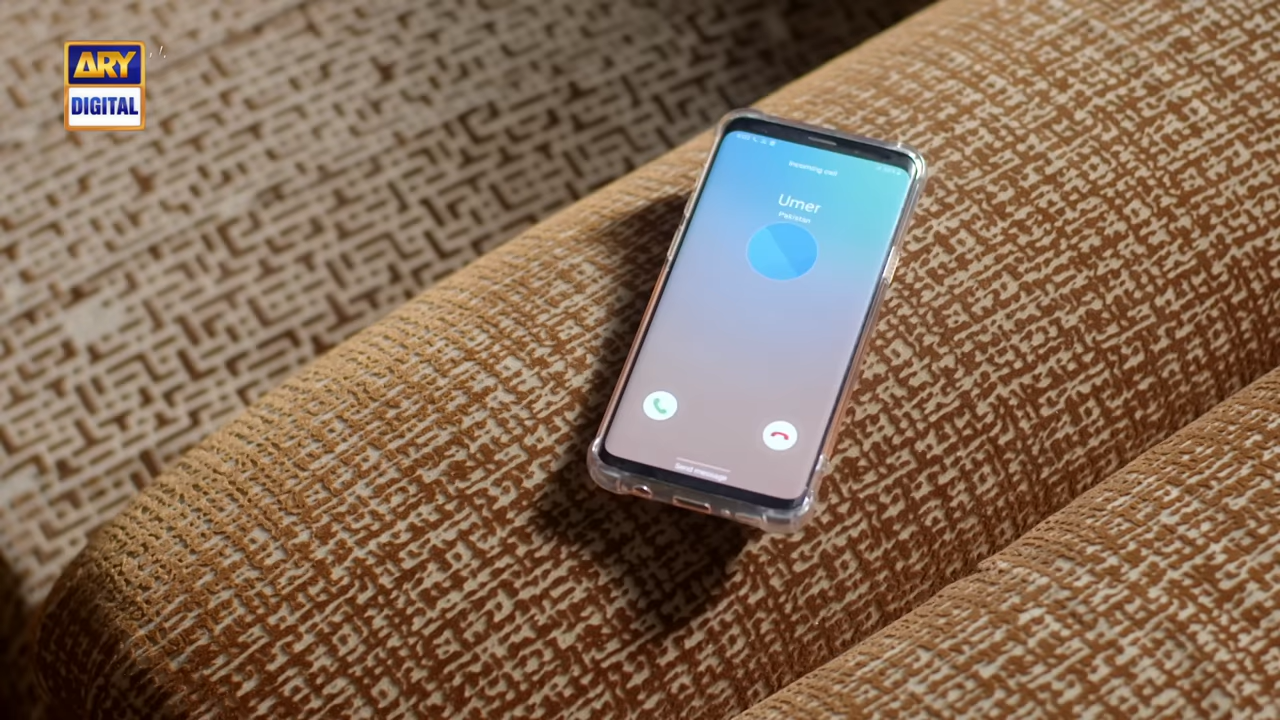 ARY
DIGITAL
Incoming call
Umer
Pakistan
Send message